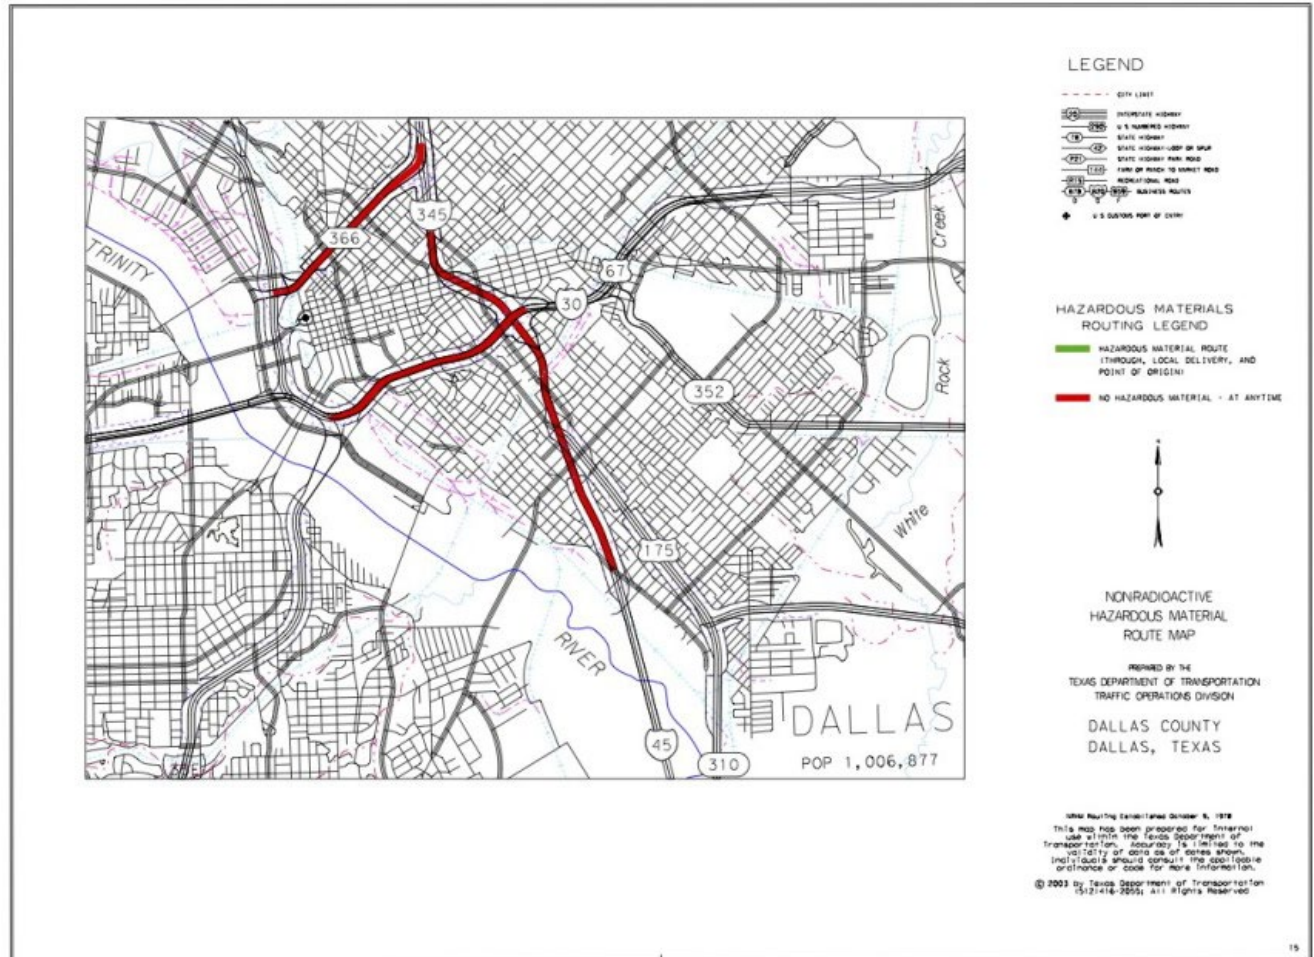 LEGEND
CITY LIMIT
INTERSTATE HIGHWAY
U S NUMBERED HIGHWAY
STATE HIGHWAY
STATE HIGHWAY-LOOP OR SPUR
STATE HIGHWAY PARK ROAD
FARM OR RANCH TO MARKET ROAD
RECREATIONAL ROAD
BUSINESS ROUTES
U S CUSTOMS PORT OF ENTRY
345
366
TRINITY
67
30
Creek
Rock
352
White
175
RIVER
DALLAS
45
310
POP 1,006,877
HAZARDOUS MATERIALS
ROUTING LEGEND
HAZARDOUS MATERIAL ROUTE
(THROUGH, LOCAL DELIVERY, AND
POINT OF ORIGIN)
NO HAZARDOUS MATERIAL - AT ANYTIME
NONRADIOACTIVE
HAZARDOUS MATERIAL
ROUTE MAP
PREPARED BY THE
TEXAS DEPARTMENT OF TRANSPORTATION
TRAFFIC OPERATIONS DIVISION
DALLAS COUNTY
DALLAS, TEXAS
NRHM Routing Established October
This map has been prepared for internal
use within the Texas Department of
Transportation. Accuracy is limited to the
validity of data as of dates shown.
Individuals should consult the applicable
ordinance or code for more information.
© 2003 by Texas Department of Transportation
(512)416-2055; All Rights Reserved
15